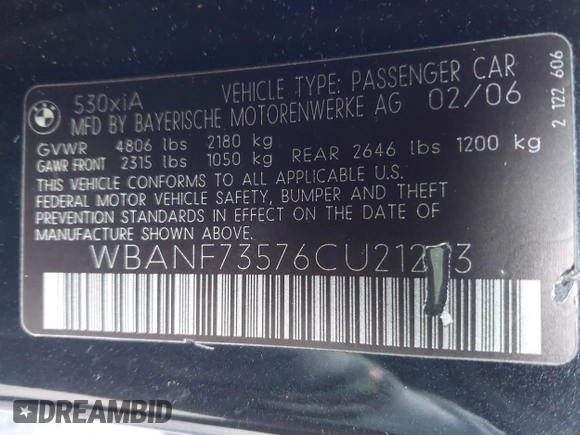 530xiA VEHICLE TYPE: PASSENGER CAR
MFD BY BAYERISCHE MOTORENWERKE AG 02/06
GVWR 4806 lbs 2180 kg
GAWR FRONT 2315 lbs 1050 kg REAR 2646 lbs 1200 kg
THIS VEHICLE CONFORMS TO ALL APPLICABLE U.S.
FEDERAL MOTOR VEHICLE SAFETY, BUMPER AND THEFT
PREVENTION STANDARDS IN EFFECT ON THE DATE OF
MANUFACTURE SHOWN ABOVE.
2 122 606
DREAMBID